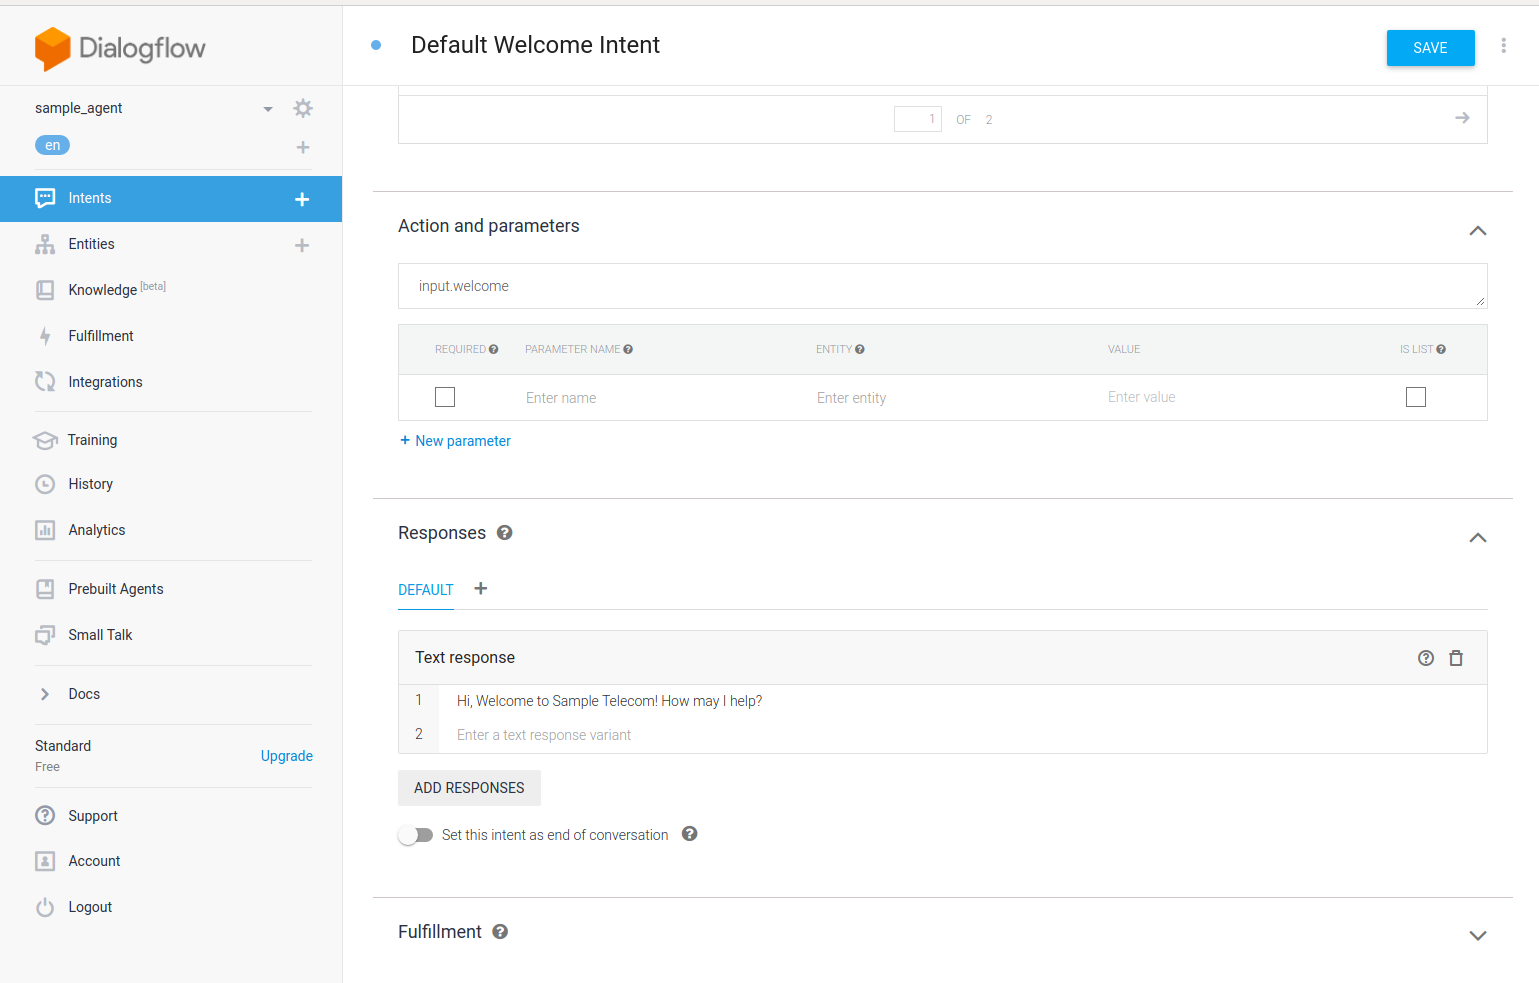 Dialogflow
sample_agent
en
Intents
Entities
Knowledge [beta]
Fulfillment
Integrations
Training
History
Analytics
Prebuilt Agents
Small Talk
Docs
Standard
Free
Upgrade
Support
Account
Logout
Default Welcome Intent
SAVE
1 OF 2
Action and parameters
input.welcome
REQUIRED PARAMETER NAME ENTITY VALUE IS LIST
Enter name Enter entity Enter value
+ New parameter
Responses
DEFAULT
Text response
1 Hi, Welcome to Sample Telecom! How may I help?
2 Enter a text response variant
ADD RESPONSES
Set this intent as end of conversation
Fulfillment